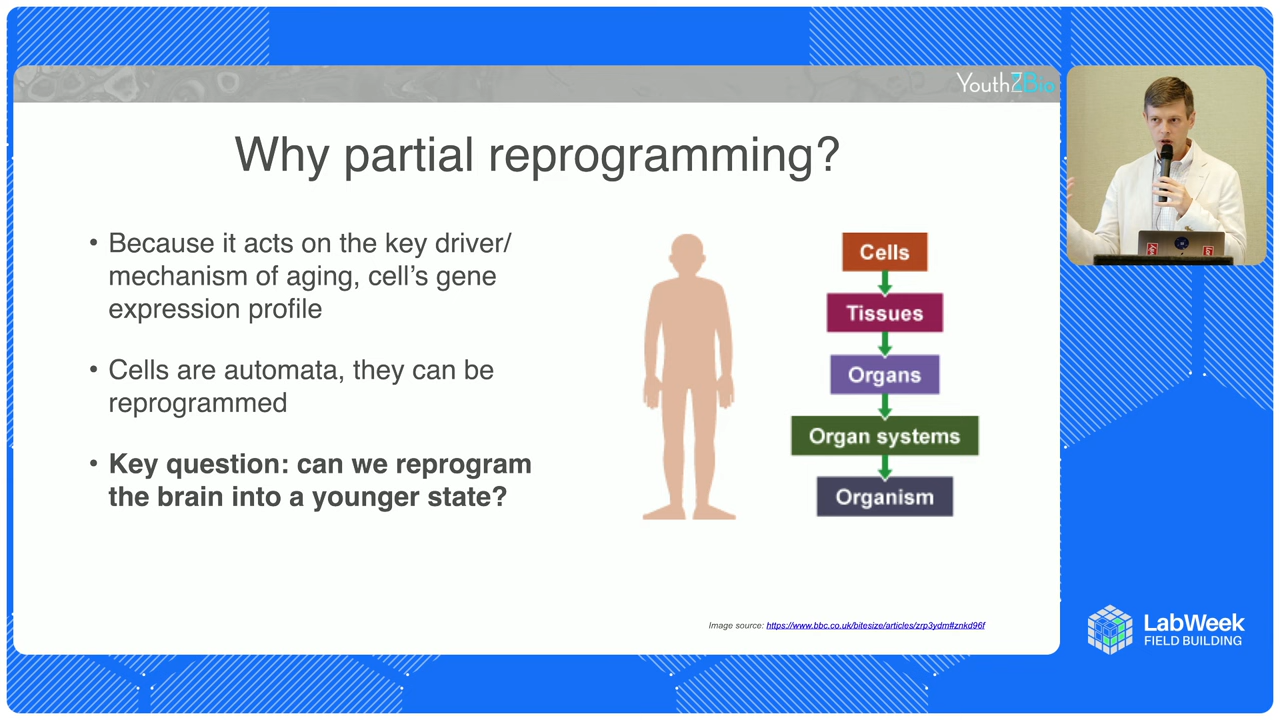 YouthZBio
Why partial reprogramming?
• Because it acts on the key driver/
mechanism of aging, cell’s gene
expression profile
• Cells are automata, they can be
reprogrammed
• Key question: can we reprogram
the brain into a younger state?
Cells
Tissues
Organs
Organ systems
Organism
Image source: https://www.bbc.co.uk/bitesize/articles/zrp3ydm#znkd96f
LabWeek
FIELD BUILDING